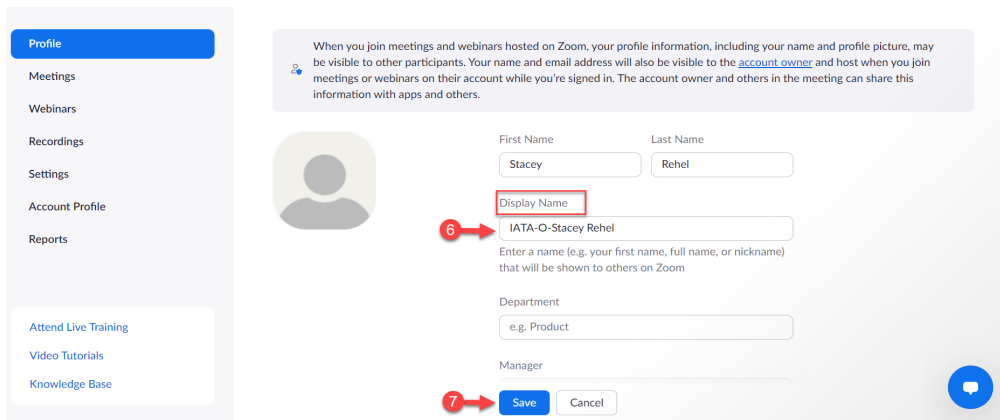 Profile
Meetings
Webinars
Recordings
Settings
Account Profile
Reports
Attend Live Training
Video Tutorials
Knowledge Base
When you join meetings and webinars hosted on Zoom, your profile information, including your name and profile picture, may
be visible to other participants. Your name and email address will also be visible to the account owner and host when you join
meetings or webinars on their account while you're signed in. The account owner and others in the meeting can share this
information with apps and others.
First Name Last Name
Stacey Rehel
Display Name
6 IATA-O-Stacey Rehel
Enter a name (e.g. your first name, full name, or nickname)
that will be shown to others on Zoom
Department
e.g. Product
Manager
7 Save Cancel